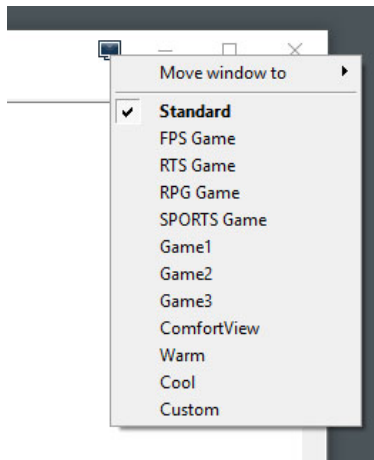 Move window to
Standard
FPS Game
RTS Game
RPG Game
SPORTS Game
Game1
Game2
Game3
ComfortView
Warm
Cool
Custom